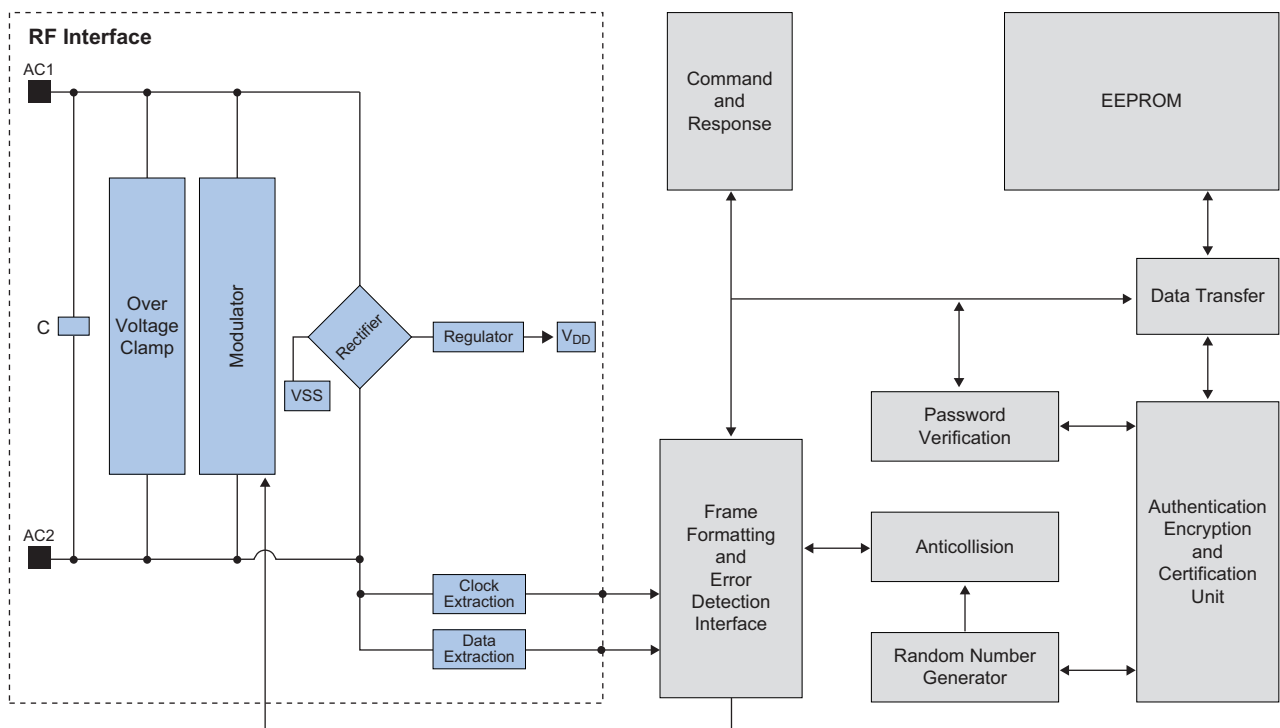 RF Interface
AC1
C
Over
Voltage
Clamp
Modulator
Rectifier
VSS
Regulator
VDD
AC2
Clock
Extraction
Data
Extraction
Command
and
Response
EEPROM
Data Transfer
Password
Verification
Frame
Formatting
and
Error
Detection
Interface
Anticollision
Authentication
Encryption
and
Certification
Unit
Random Number
Generator